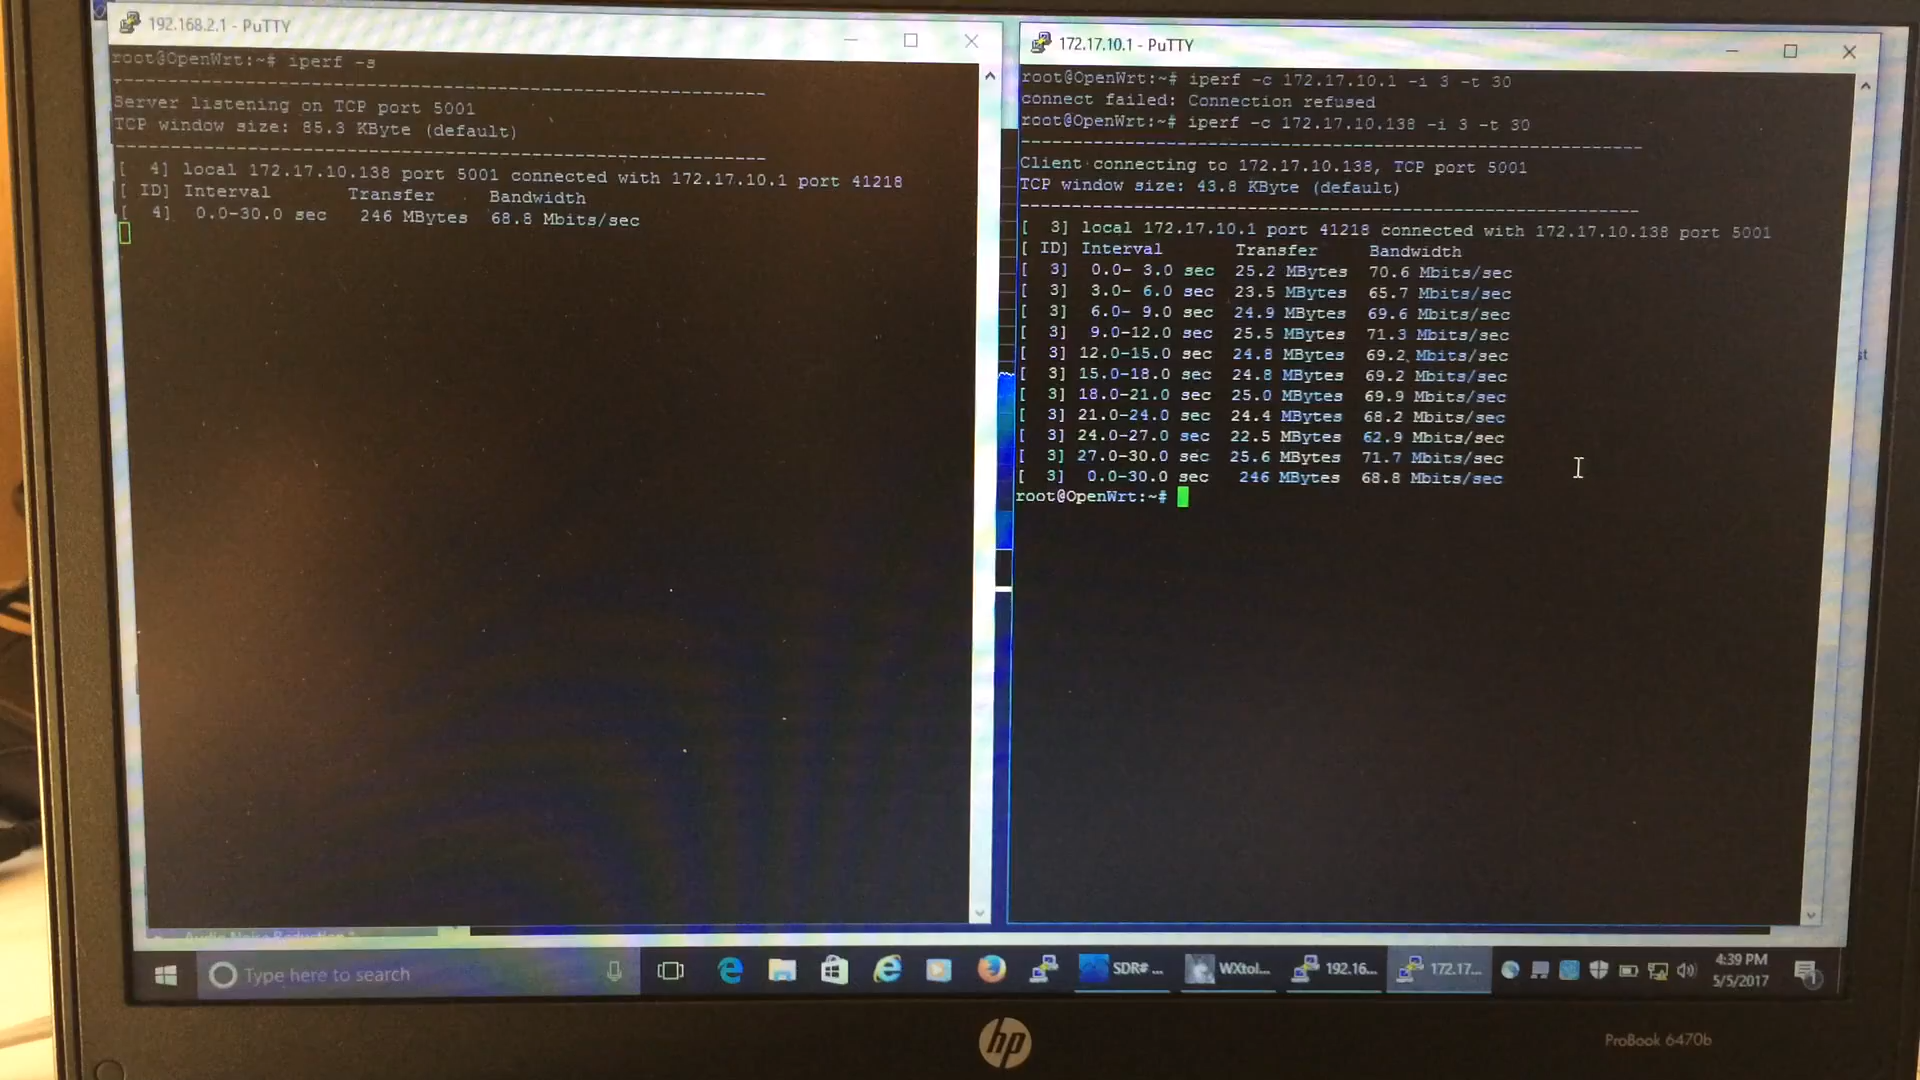 192.168.2.1 - PuTTY
root@OpenWrt:~# iperf -s
------------------------------------------------------------
Server listening on TCP port 5001
TCP window size: 85.3 KByte (default)
------------------------------------------------------------
[  4] local 172.17.10.138 port 5001 connected with 172.17.10.1 port 41218
[ ID] Interval       Transfer     Bandwidth
[  4]  0.0-30.0 sec   246 MBytes  68.8 Mbits/sec
172.17.10.1 - PuTTY
root@OpenWrt:~# iperf -c 172.17.10.1 -i 3 -t 30
connect failed: Connection refused
root@OpenWrt:~# iperf -c 172.17.10.138 -i 3 -t 30
------------------------------------------------------------
Client connecting to 172.17.10.138, TCP port 5001
TCP window size: 43.8 KByte (default)
------------------------------------------------------------
[  3] local 172.17.10.1 port 41218 connected with 172.17.10.138 port 5001
[ ID] Interval       Transfer     Bandwidth
[  3]  0.0- 3.0 sec  25.2 MBytes  70.6 Mbits/sec
[  3]  3.0- 6.0 sec  23.5 MBytes  65.7 Mbits/sec
[  3]  6.0- 9.0 sec  24.9 MBytes  69.6 Mbits/sec
[  3]  9.0-12.0 sec  25.5 MBytes  71.3 Mbits/sec
[  3] 12.0-15.0 sec  24.8 MBytes  69.2 Mbits/sec
[  3] 15.0-18.0 sec  24.8 MBytes  69.2 Mbits/sec
[  3] 18.0-21.0 sec  25.0 MBytes  69.9 Mbits/sec
[  3] 21.0-24.0 sec  24.4 MBytes  68.2 Mbits/sec
[  3] 24.0-27.0 sec  22.5 MBytes  62.9 Mbits/sec
[  3] 27.0-30.0 sec  25.6 MBytes  71.7 Mbits/sec
[  3]  0.0-30.0 sec   246 MBytes  68.8 Mbits/sec
root@OpenWrt:~#
Audio Noise Reduction *
Type here to search
SDR# ...
WXtol...
192.16...
172.17...
4:39 PM
5/5/2017
1
hp
ProBook 6470b